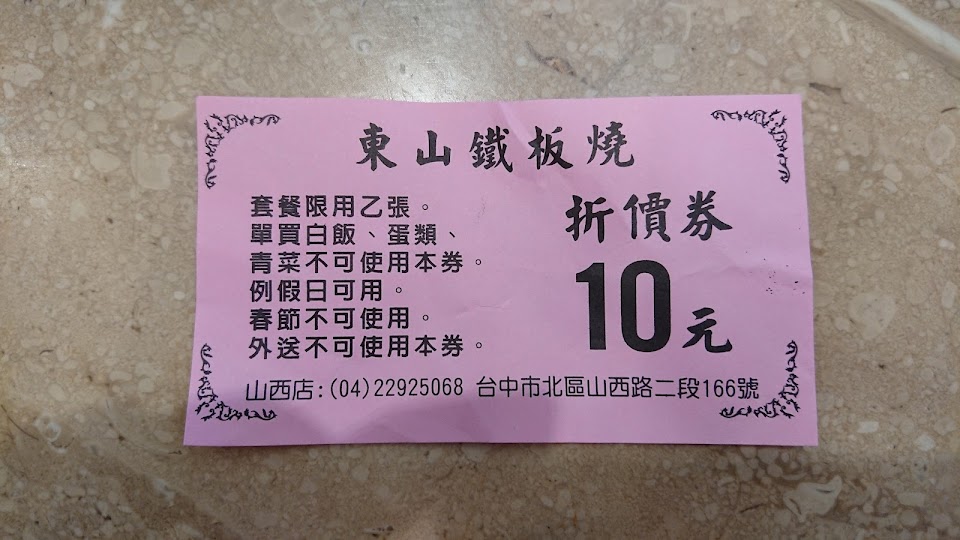 東山鐵板燒
套餐限用乙張。
單買白飯、蛋類、
青菜不可使用本券。
例假日可用。
春節不可使用。
外送不可使用本券。
折價券
10元
山西店:(04)22925068 台中市北區山西路二段166號